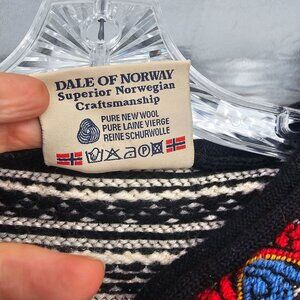 DALE OF NORWAY
Superior Norwegian
Craftsmanship
PURE NEW WOOL
PURE LAINE VIERGE
REINE SCHURWOLLE